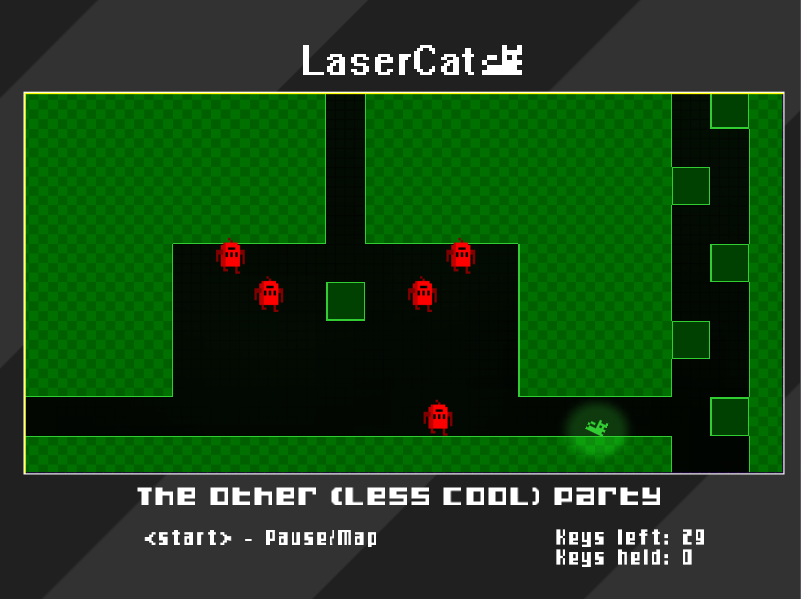 LaserCat
The Other (Less Cool) Party
<start> - Pause/Map
Keys left: 29
Keys held: 0